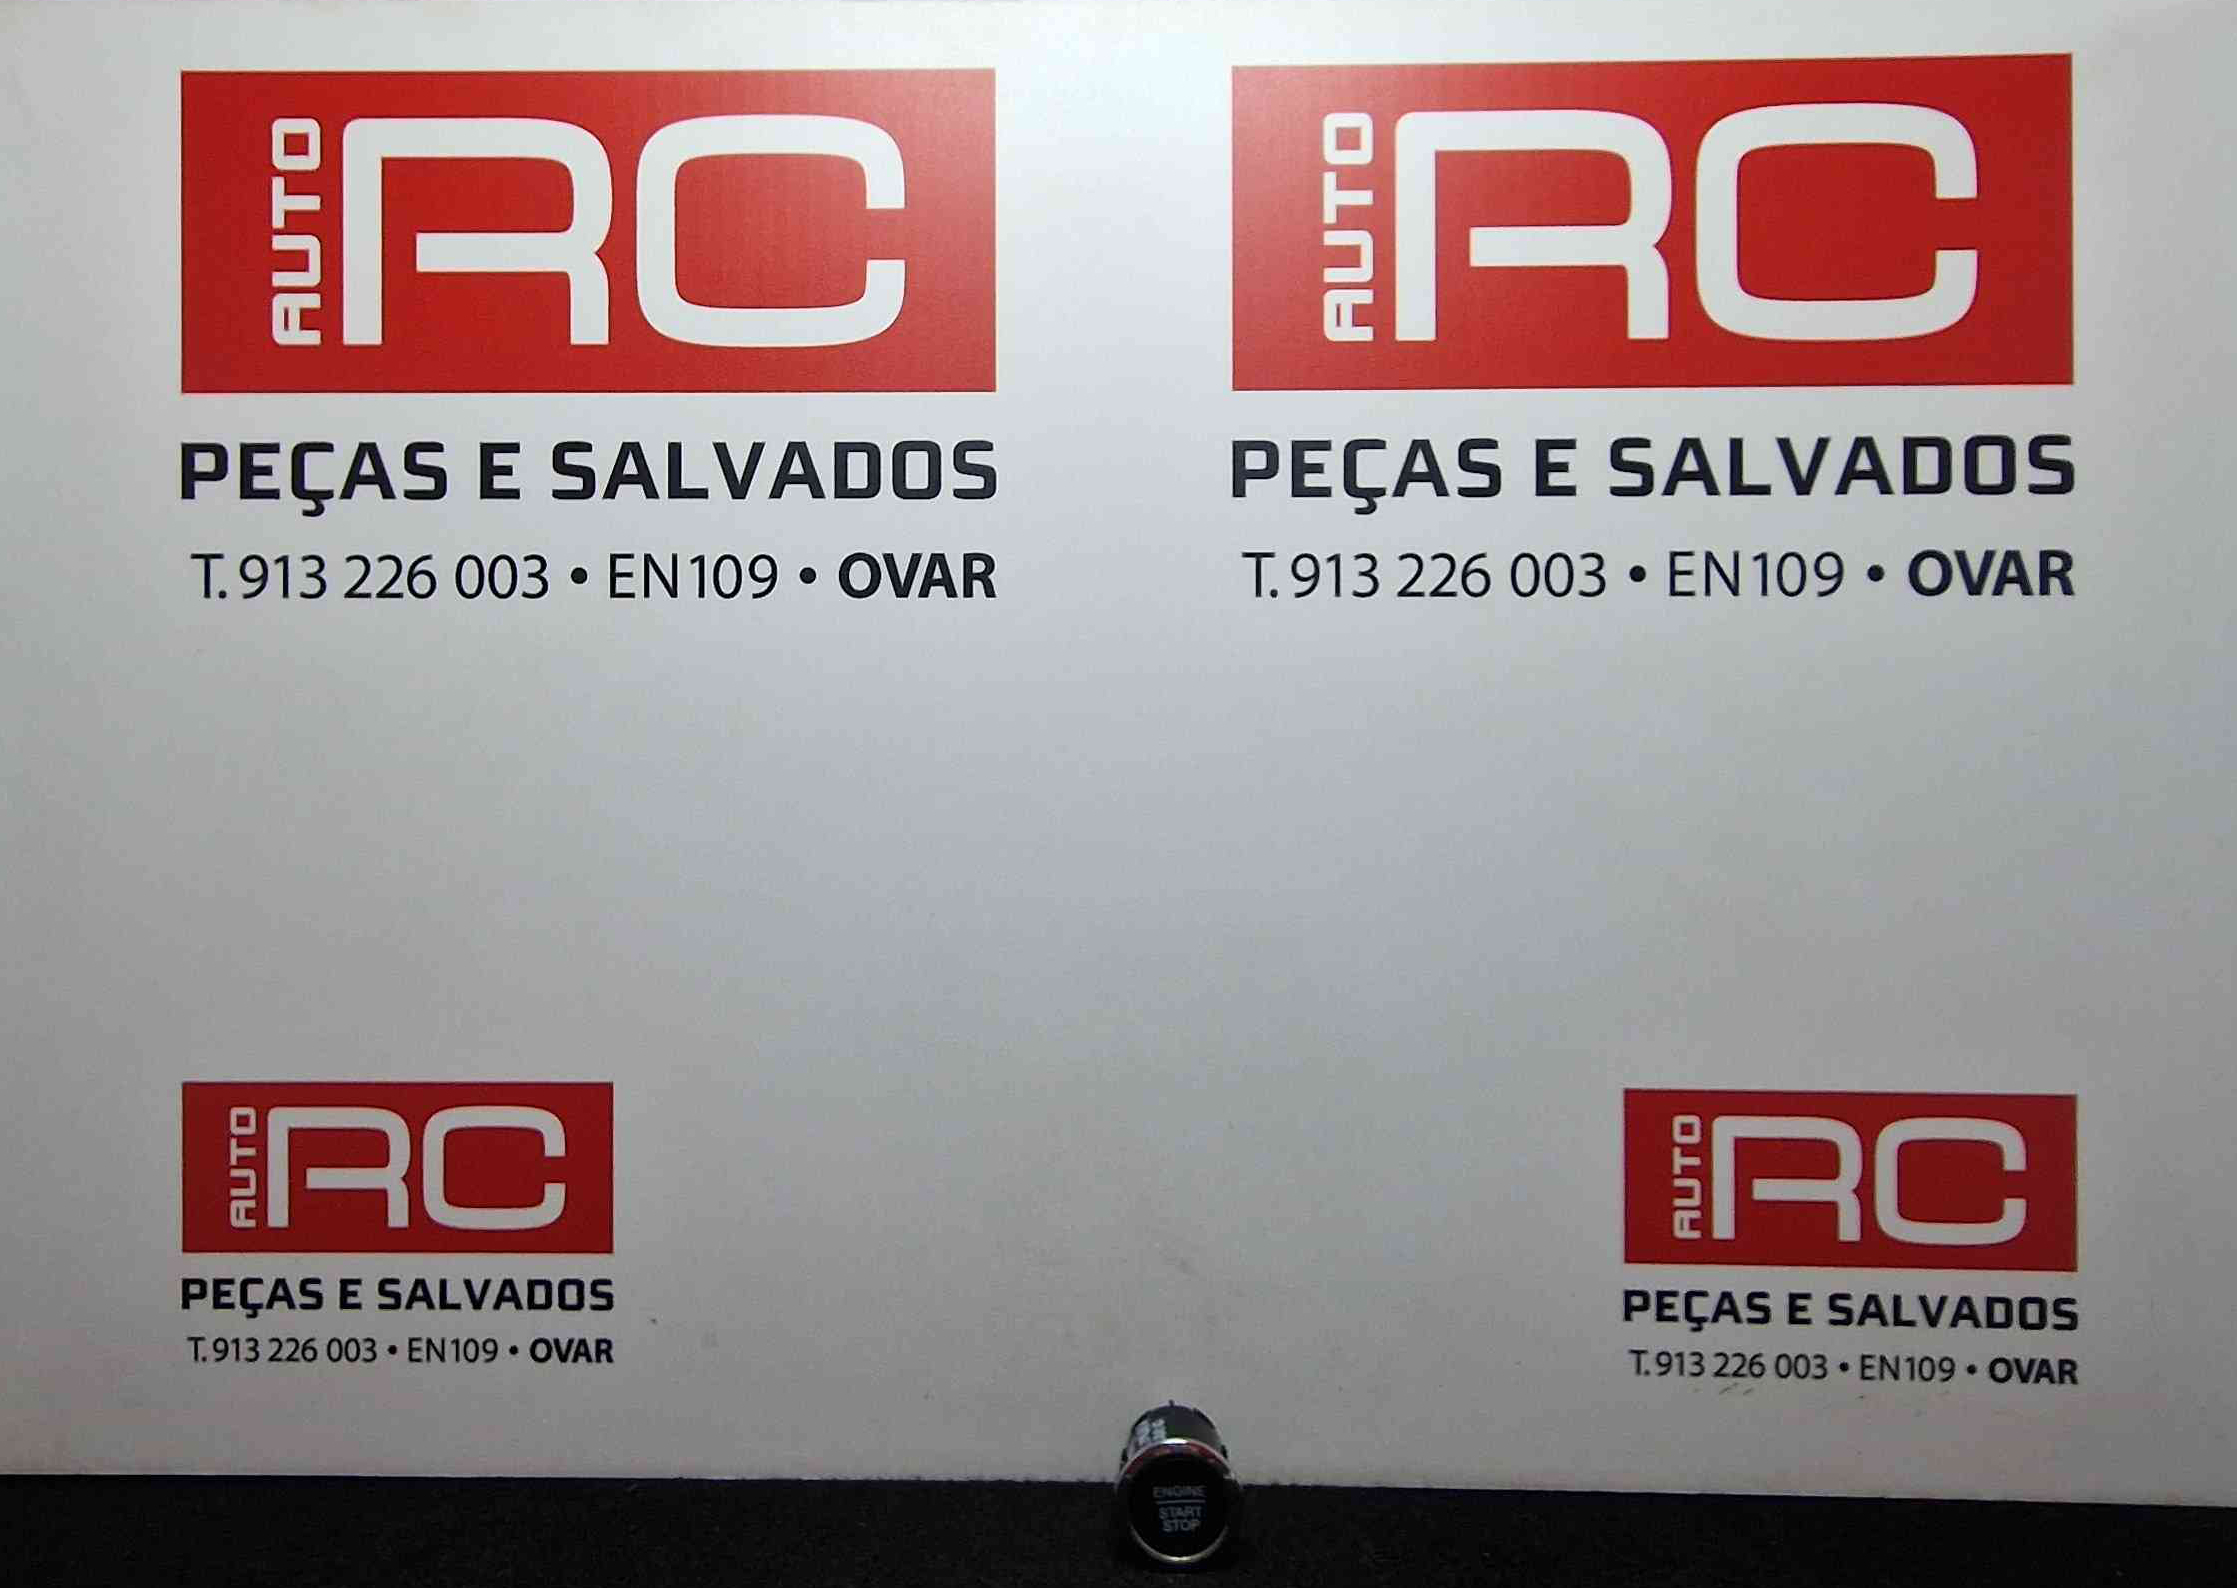 AUTO RC
PEÇAS E SALVADOS
T. 913 226 003 • EN109 • OVAR
AUTO RC
PEÇAS E SALVADOS
T. 913 226 003 • EN109 • OVAR
AUTO RC
PEÇAS E SALVADOS
T. 913 226 003 • EN109 • OVAR
AUTO RC
PEÇAS E SALVADOS
T. 913 226 003 • EN109 • OVAR
ENGINE
START
STOP